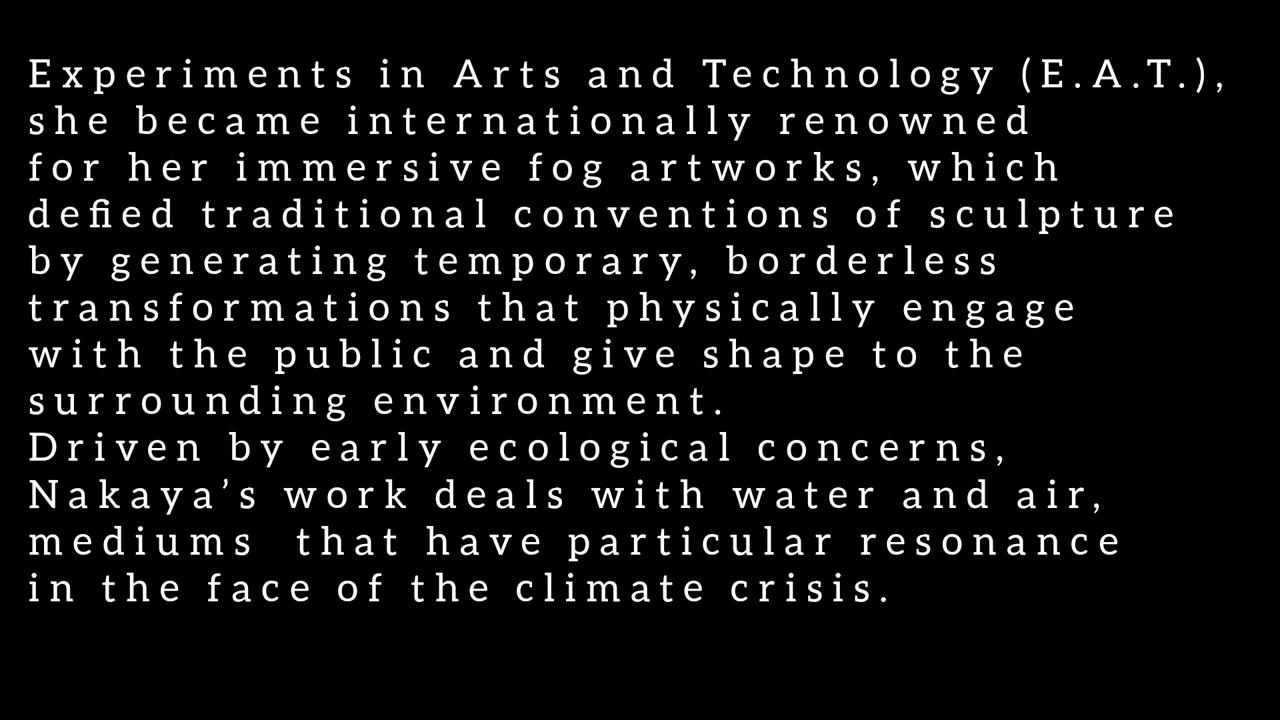 Experiments in Arts and Technology (E.A.T.),
she became internationally renowned
for her immersive fog artworks, which
defied traditional conventions of sculpture
by generating temporary, borderless
transformations that physically engage
with the public and give shape to the
surrounding environment.
Driven by early ecological concerns,
Nakaya’s work deals with water and air,
mediums  that have particular resonance
in the face of the climate crisis.